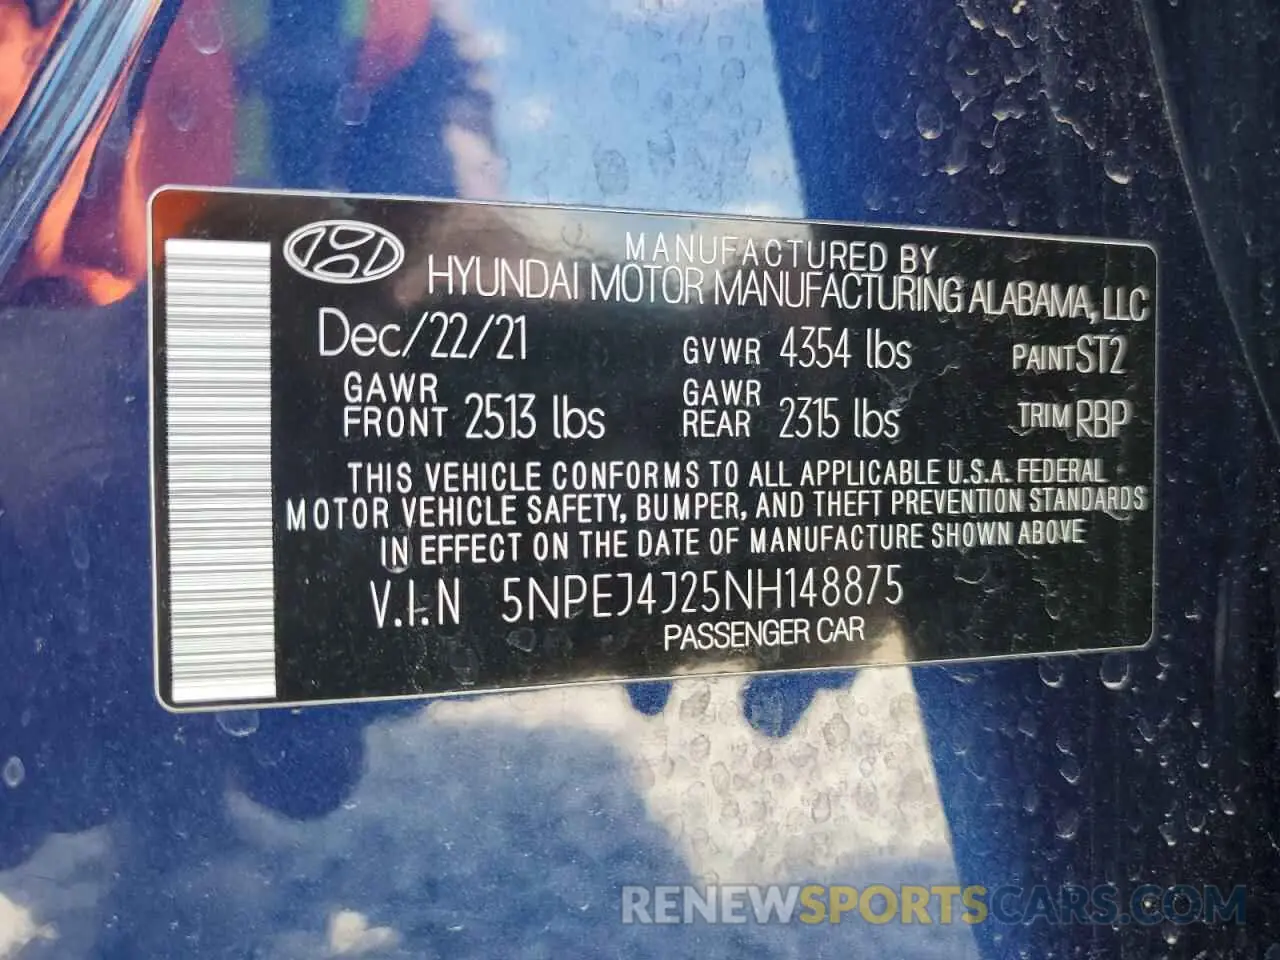 MANUFACTURED BY
HYUNDAI MOTOR MANUFACTURING ALABAMA, LLC
Dec/22/21 GVWR 4354 lbs PAINT ST2
GAWR FRONT 2513 lbs GAWR REAR 2315 lbs TRIM RBP
THIS VEHICLE CONFORMS TO ALL APPLICABLE U.S.A. FEDERAL
MOTOR VEHICLE SAFETY, BUMPER, AND THEFT PREVENTION STANDARDS
IN EFFECT ON THE DATE OF MANUFACTURE SHOWN ABOVE
V.I.N 5NPEJ4J25NH148875
PASSENGER CAR
RENEWSPORTSCARS.COM